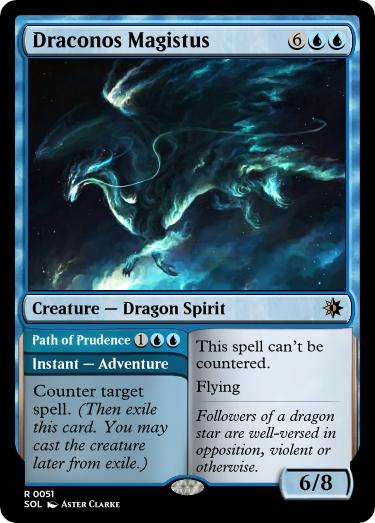 Draconos Magistus 6
Creature — Dragon Spirit
Path of Prudence 1
Instant — Adventure
Counter target
spell. (Then exile
this card. You may
cast the creature
later from exile.)
This spell can't be
countered.
Flying
Followers of a dragon
star are well-versed in
opposition, violent or
otherwise.
6/8
R 0051
SOL Aster Clarke